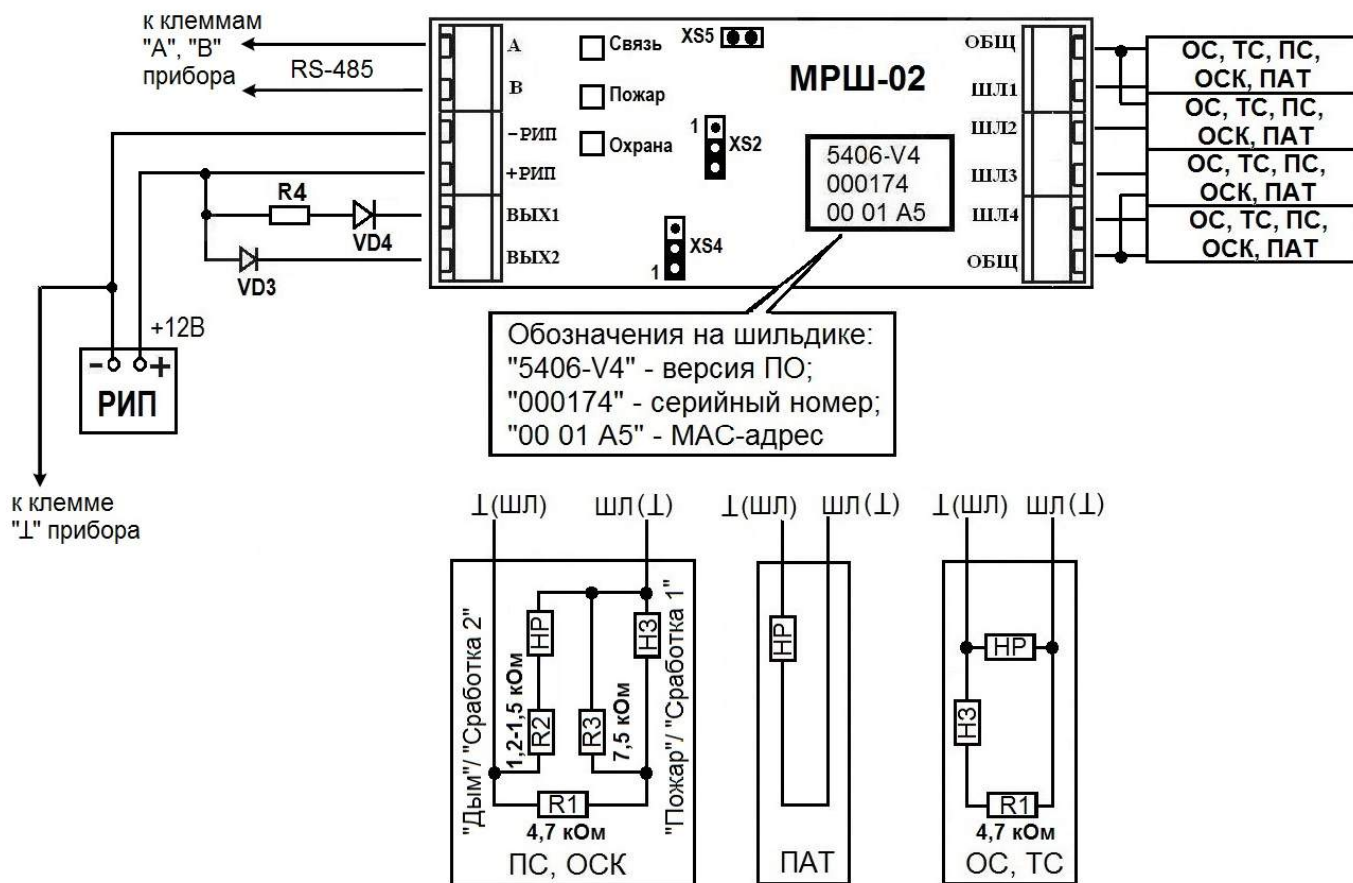 к клеммам
"А", "В"
прибора
RS-485
A
B
–РИП
+РИП
ВЫХ1
ВЫХ2
R4
VD4
VD3
+12В
- +
РИП
к клемме
"⊥" прибора
Связь
Пожар
Охрана
XS5
МРШ-02
1
XS2
XS4
1
5406-V4
000174
00 01 A5
ОБЩ
ШЛ1
ШЛ2
ШЛ3
ШЛ4
ОБЩ
ОС, ТС, ПС,
ОСК, ПАТ
ОС, ТС, ПС,
ОСК, ПАТ
ОС, ТС, ПС,
ОСК, ПАТ
ОС, ТС, ПС,
ОСК, ПАТ
Обозначения на шильдике:
"5406-V4" - версия ПО;
"000174" - серийный номер;
"00 01 A5" - МАС-адрес
⊥(ШЛ) ШЛ(⊥)
"Дым"/ "Сработка 2"
НР
R2
1,2-1,5 кОм
R3
7,5 кОм
НЗ
"Пожар"/ "Сработка 1"
R1
4,7 кОм
ПС, ОСК
⊥(ШЛ) ШЛ(⊥)
НР
ПАТ
⊥(ШЛ) ШЛ(⊥)
НР
НЗ
R1
4,7 кОм
ОС, ТС